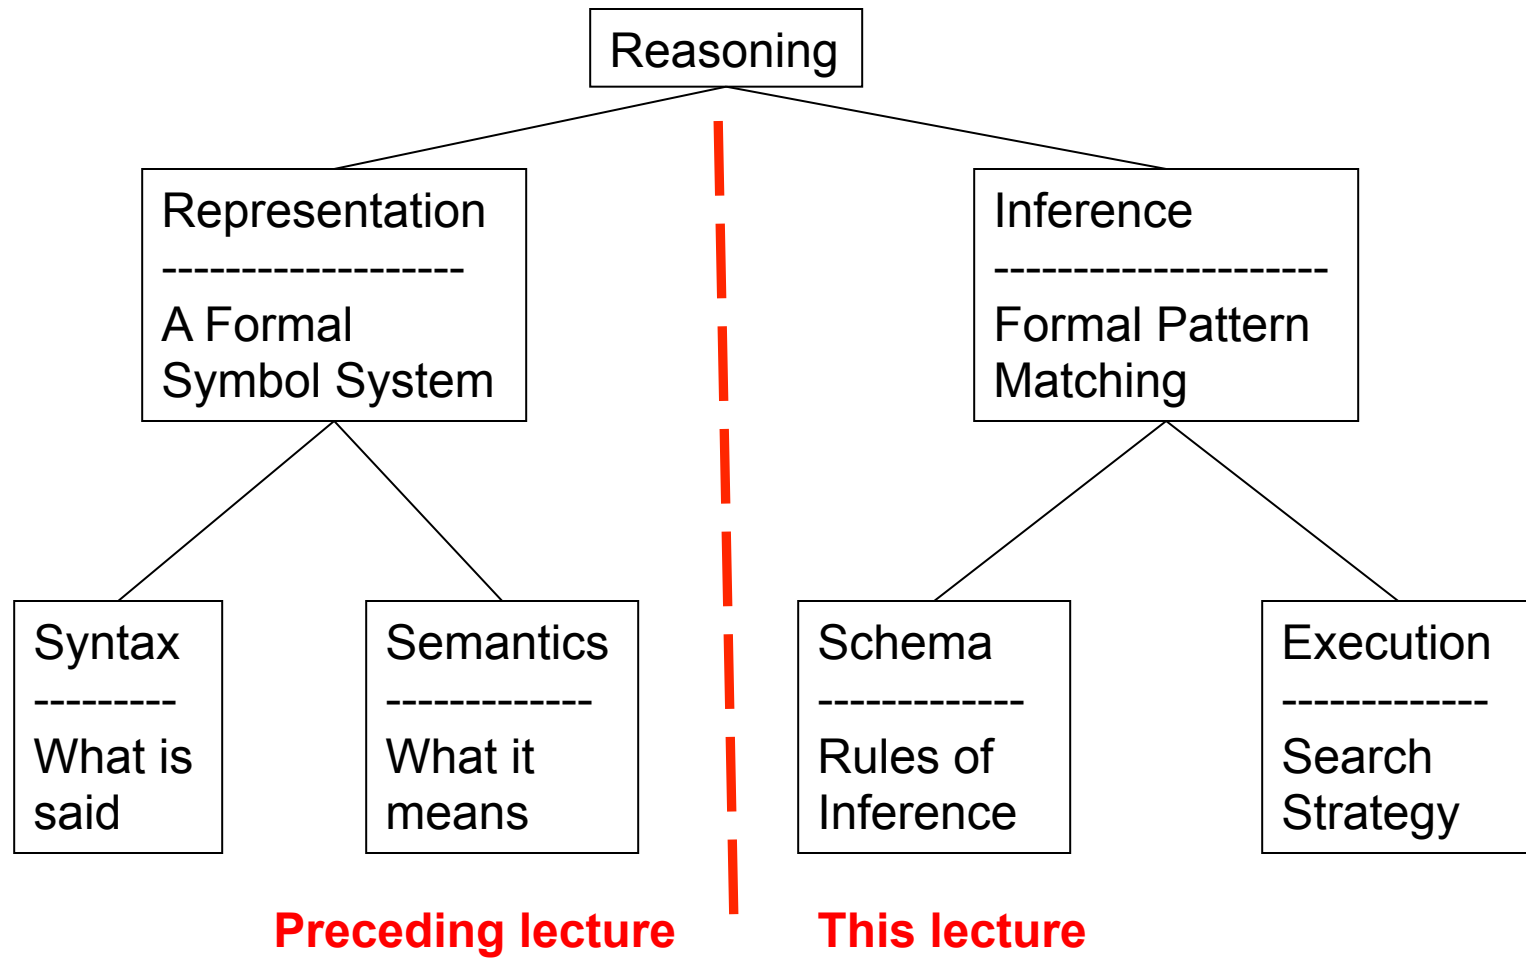 Reasoning
Representation
-------------------
A Formal
Symbol System
Inference
---------------------
Formal Pattern
Matching
Syntax
---------
What is
said
Semantics
-------------
What it
means
Schema
-------------
Rules of
Inference
Execution
-------------
Search
Strategy
Preceding lecture
This lecture